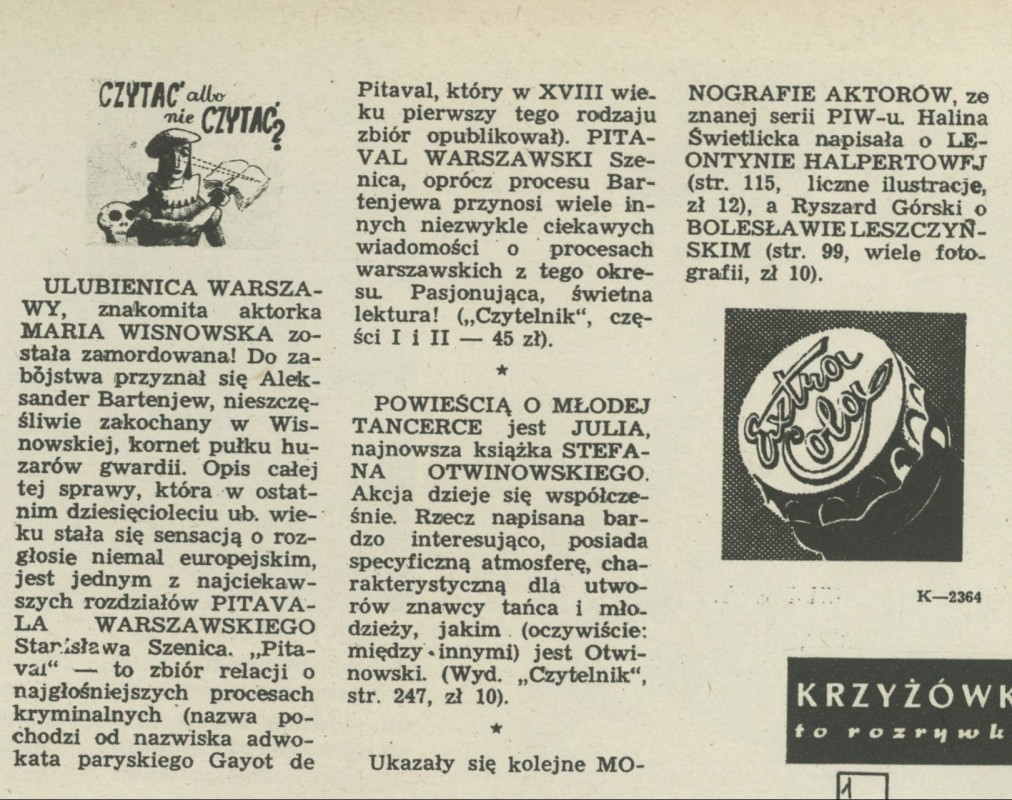 CZYTAĆ albo
nie CZYTAĆ?
ULUBIENICA WARSZA-
WY, znakomita aktorka
MARIA WISNOWSKA zo-
stała zamordowana! Do za-
bójstwa przyznał się Alek-
sander Bartenjew, nieszczę-
śliwie zakochany w Wis-
nowskiej, kornet pułku hu-
zarów gwardii. Opis całej
tej sprawy, która w ostat-
nim dziesięcioleciu ub. wie-
ku stała się sensacją o roz-
głosie niemal europejskim,
jest jednym z najciekaw-
szych rozdziałów PITAVA-
LA WARSZAWSKIEGO
Stanisława Szenica. „Pita-
val“ — to zbiór relacji o
najgłośniejszych procesach
kryminalnych (nazwa po-
chodzi od nazwiska adwo-
kata paryskiego Gayot de
Pitaval, który w XVIII wie-
ku pierwszy tego rodzaju
zbiór opublikował). PITA-
VAL WARSZAWSKI Sze-
nica, oprócz procesu Bar-
tenjewa przynosi wiele in-
nych niezwykle ciekawych
wiadomości o procesach
warszawskich z tego okre-
su. Pasjonująca, świetna
lektura! („Czytelnik“, czę-
ści I i II — 45 zł).
★
POWIEŚCIĄ O MŁODEJ
TANCERCE jest JULIA,
najnowsza książka STEFA-
NA OTWINOWSKIEGO.
Akcja dzieje się współcze-
śnie. Rzecz napisana bar-
dzo interesująco, posiada
specyficzną atmosferę, cha-
rakterystyczną dla utwo-
rów znawcy tańca i mło-
dzieży, jakim (oczywiście:
między innymi) jest Otwi-
nowski. (Wyd. „Czytelnik“,
str. 247, zł 10).
★
Ukazały się kolejne MO-
NOGRAFIE AKTORÓW, ze
znanej serii PIW-u. Halina
Świetlicka napisała o LE-
ONTYNIE HALPERTOWEJ
(str. 115, liczne ilustracje,
zł 12), a Ryszard Górski o
BOLESŁAWIE LESZCZYŃ-
SKIM (str. 99, wiele foto-
grafii, zł 10).
Extra
Cola
K—2364
KRZYŻÓWK
to rozrywk
1